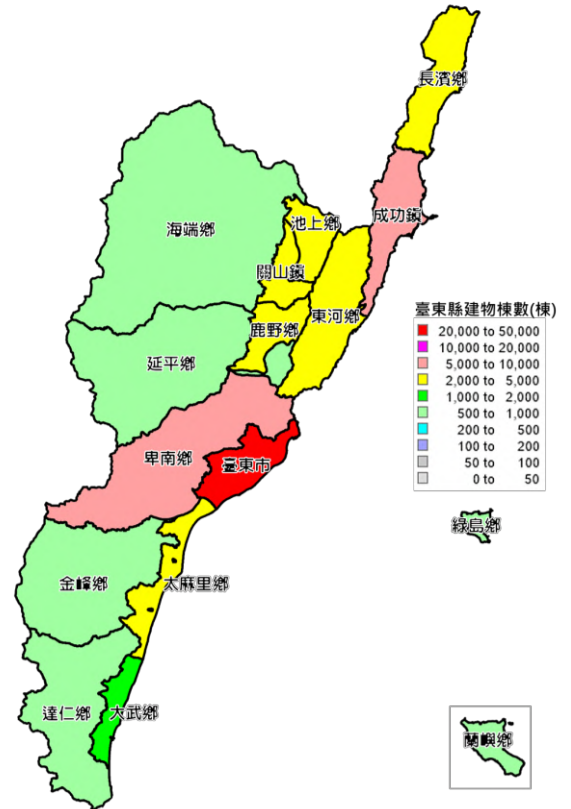 長濱鄉
成功鎮
池上鄉
海端鄉
關山鎮
東河鄉
鹿野鄉
延平鄉
臺東縣建物棟數(棟)
20,000 to 50,000
10,000 to 20,000
5,000 to 10,000
2,000 to 5,000
1,000 to 2,000
500 to 1,000
200 to 500
100 to 200
50 to 100
0 to 50
卑南鄉
臺東市
綠島鄉
金峰鄉
太麻里鄉
達仁鄉
大武鄉
蘭嶼鄉